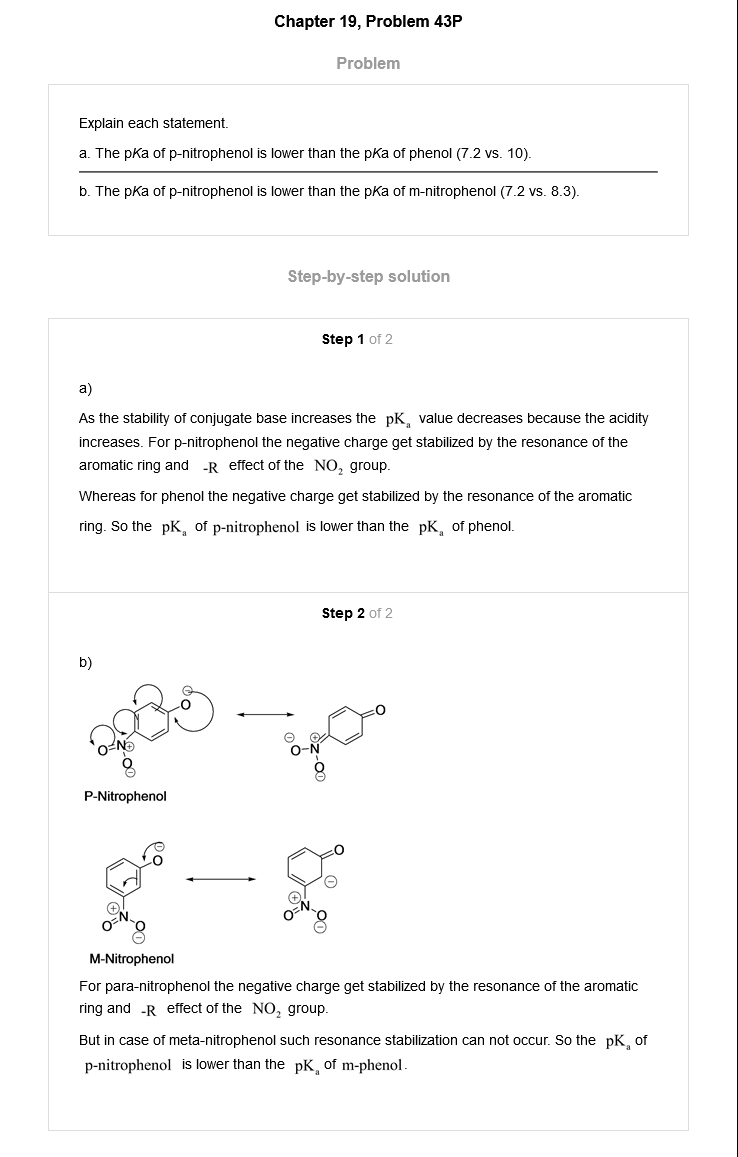 Chapter 19, Problem 43P
Problem
Explain each statement.
a. The pKa of p-nitrophenol is lower than the pKa of phenol (7.2 vs. 10).
b. The pKa of p-nitrophenol is lower than the pKa of m-nitrophenol (7.2 vs. 8.3).
Step-by-step solution
Step 1 of 2
a)
As the stability of conjugate base increases the pKa value decreases because the acidity
increases. For p-nitrophenol the negative charge get stabilized by the resonance of the
aromatic ring and -R effect of the NO2 group.
Whereas for phenol the negative charge get stabilized by the resonance of the aromatic
ring. So the pKa of p-nitrophenol is lower than the pKa of phenol.
Step 2 of 2
b)
⊖
O
O
O=N⊕
O
⊖
⊖ ⊕
O-N
O
⊖
P-Nitrophenol
⊖
O
O
⊖
⊕
O=N
O
⊖
⊕
O=N
O
⊖
M-Nitrophenol
For para-nitrophenol the negative charge get stabilized by the resonance of the aromatic
ring and -R effect of the NO2 group.
But in case of meta-nitrophenol such resonance stabilization can not occur. So the pKa of
p-nitrophenol is lower than the pKa of m-phenol.